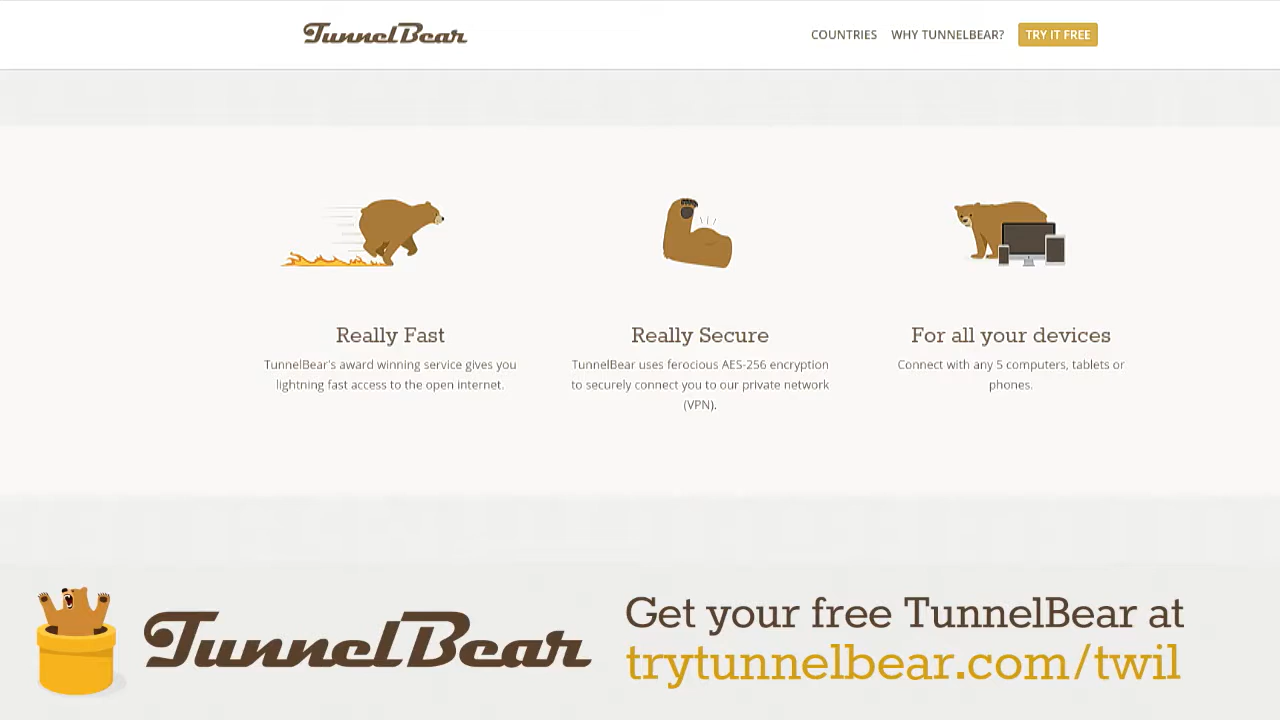 TunnelBear
COUNTRIES WHY TUNNELBEAR? TRY IT FREE
Really Fast
TunnelBear's award winning service gives you
lightning fast access to the open internet.
Really Secure
TunnelBear uses ferocious AES-256 encryption
to securely connect you to our private network
(VPN).
For all your devices
Connect with any 5 computers, tablets or
phones.
TunnelBear
Get your free TunnelBear at
trytunnelbear.com/twil